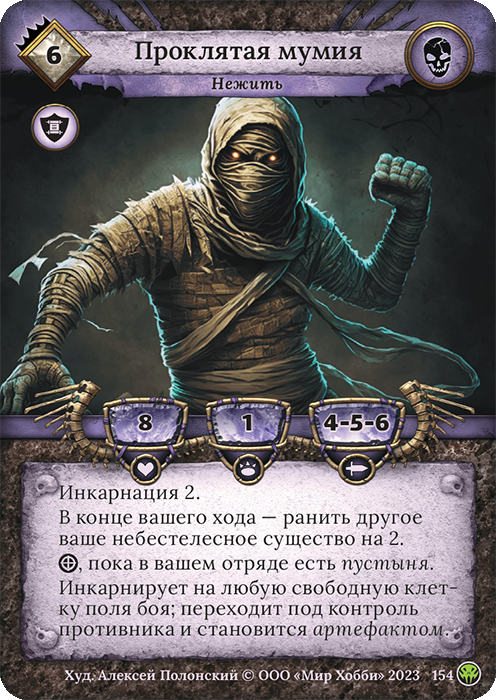 6
Проклятая мумия
Нежить
8
1
4-5-6
Инкарнация 2.
В конце вашего хода — ранить другое
ваше небестелесное существо на 2.
, пока в вашем отряде есть пустыня.
Инкарнирует на любую свободную клет-
ку поля боя; переходит под контроль
противника и становится артефактом.
Худ. Алексей Полонский © ООО «Мир Хобби» 2023 154